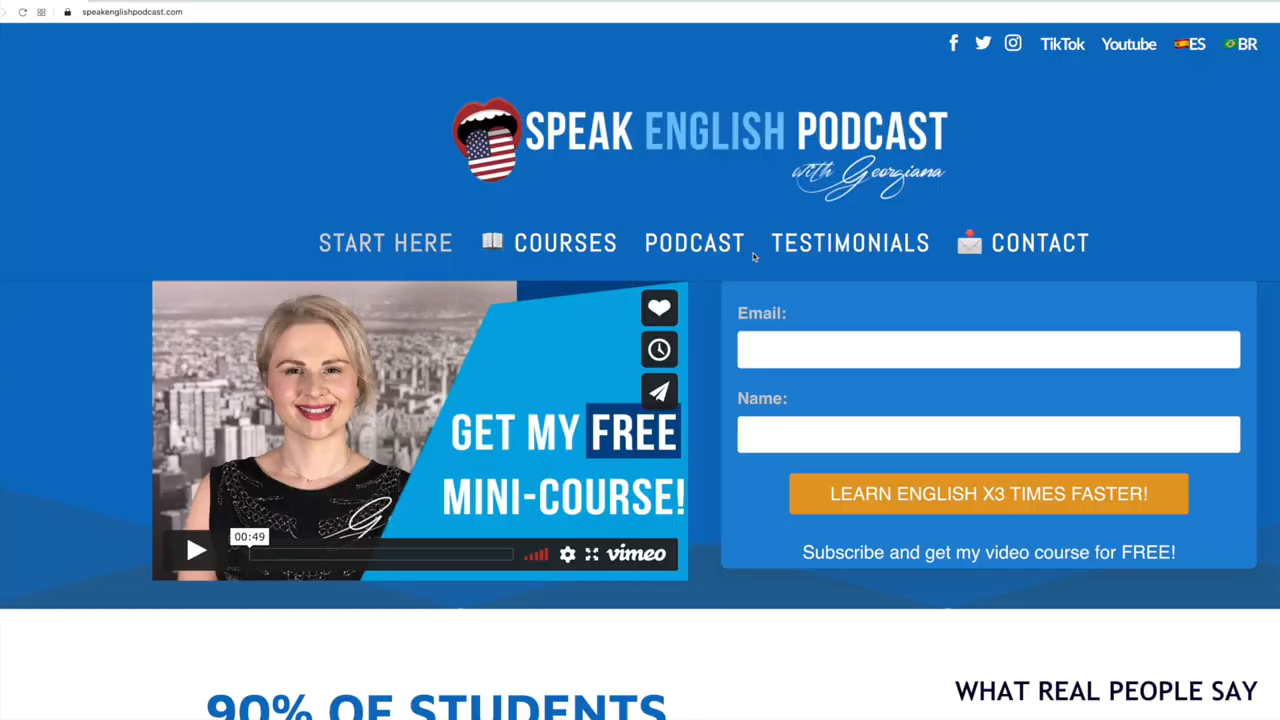 speakenglishpodcast.com
TikTok Youtube ES BR
SPEAK ENGLISH PODCAST
with Georgiana
START HERE COURSES PODCAST TESTIMONIALS CONTACT
GET MY FREE
MINI-COURSE!
00:49
vimeo
Email:
Name:
LEARN ENGLISH X3 TIMES FASTER!
Subscribe and get my video course for FREE!
90% OF STUDENTS
WHAT REAL PEOPLE SAY